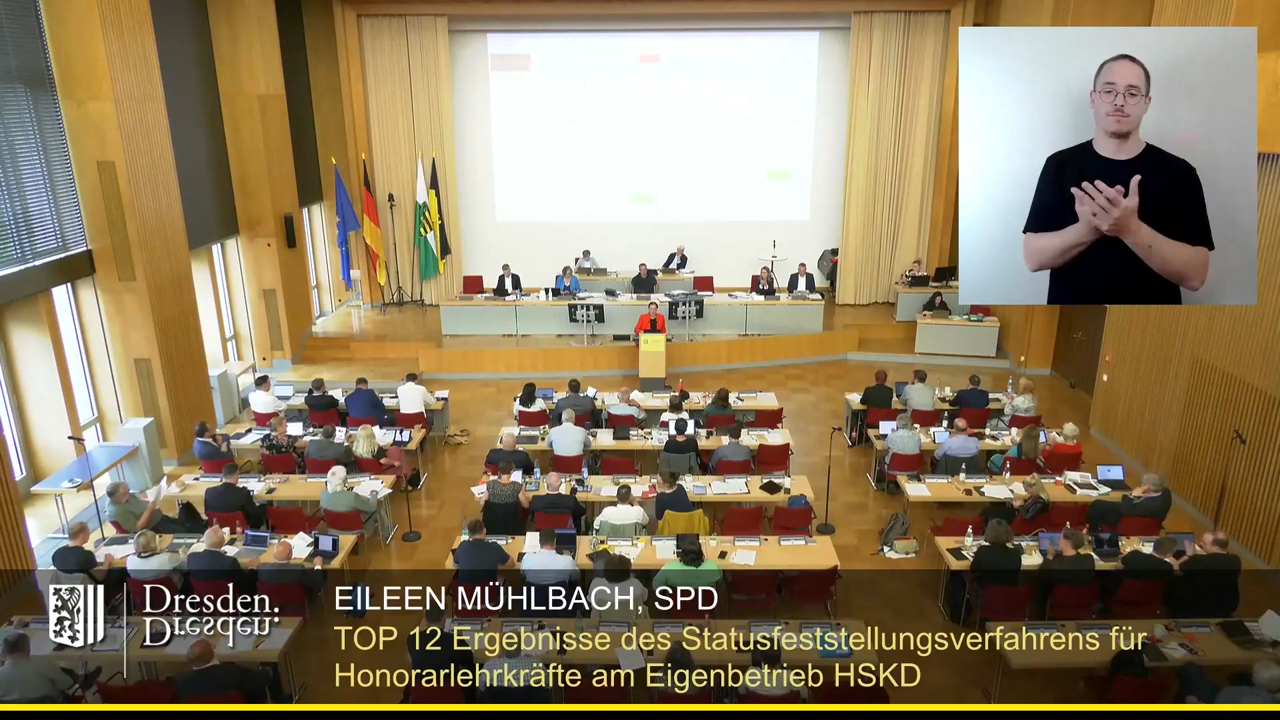 EILEEN MÜHLBACH, SPD
Dresden.
Dresden.
TOP 12 Ergebnisse des Statusfeststellungsverfahrens für
Honorarlehrkräfte am Eigenbetrieb HSKD